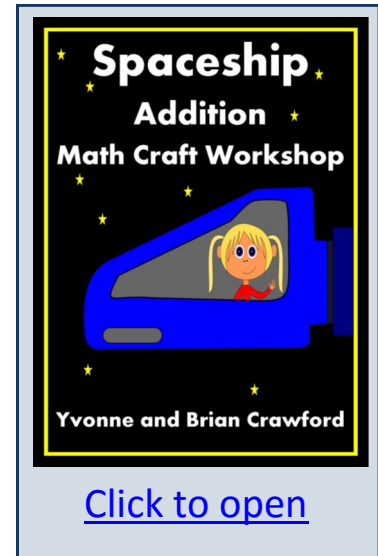 Spaceship
Addition
Math Craft Workshop
Yvonne and Brian Crawford
Click to open